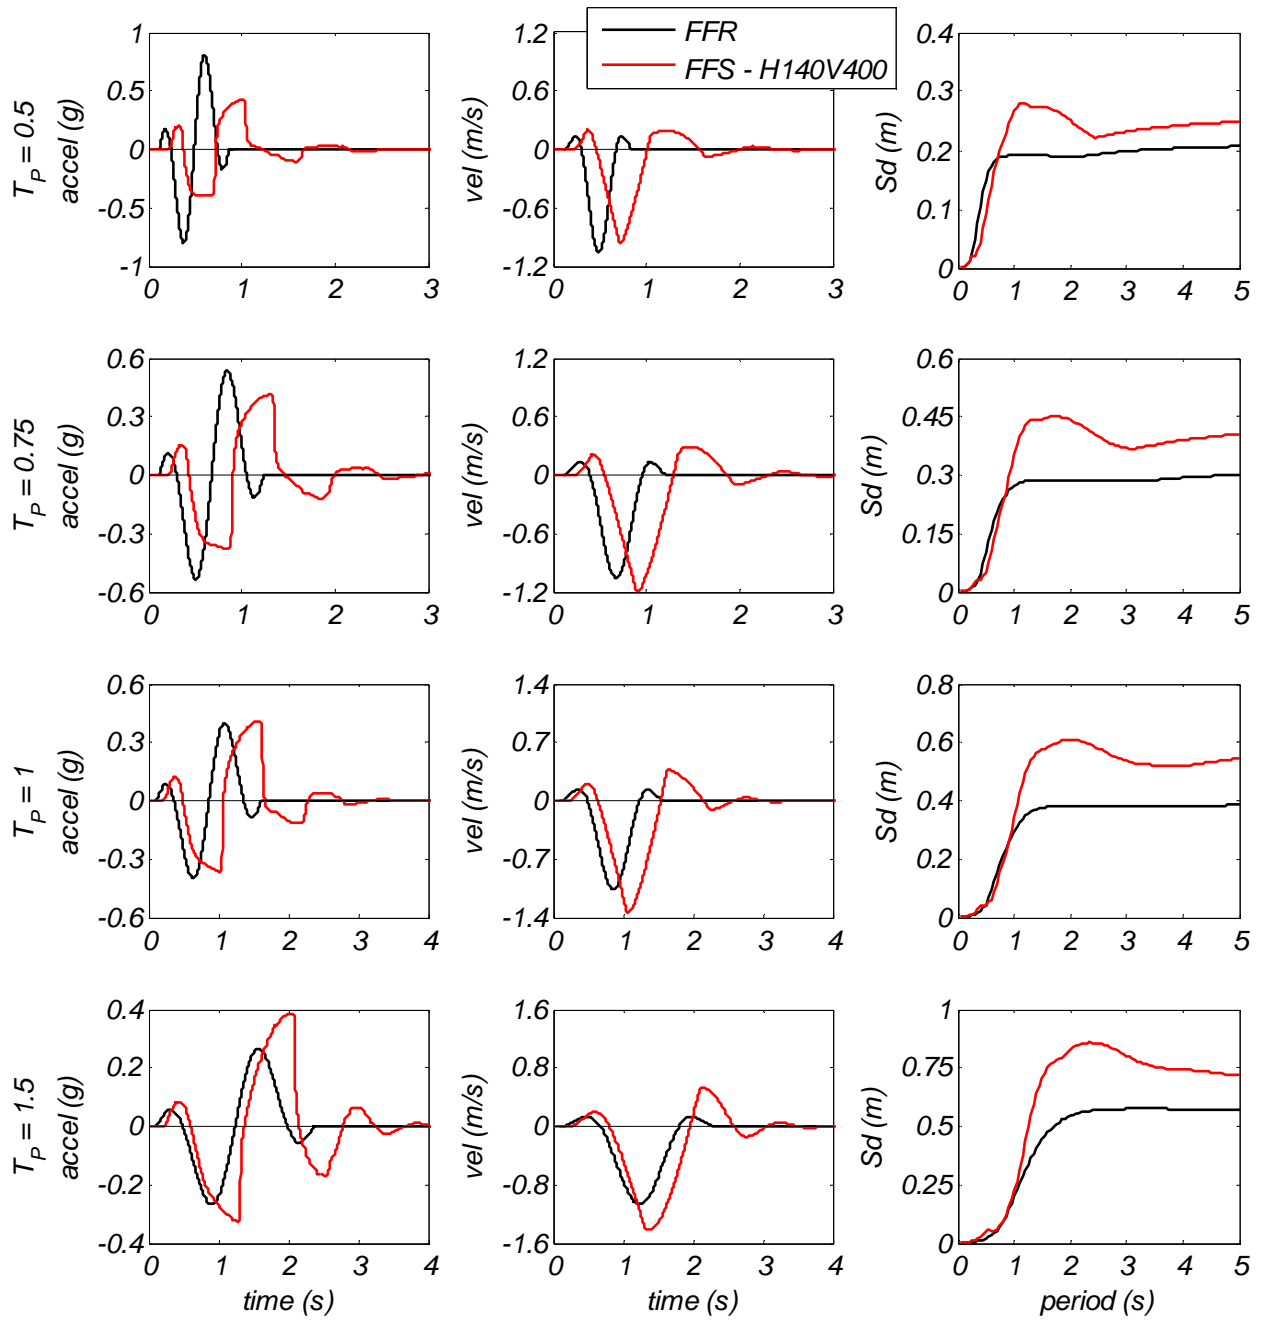 FFR
FFS - H140V400
T_P = 0.5
accel (g)
1
0.5
0
-0.5
-1
0 1 2 3
vel (m/s)
1.2
0.6
0
-0.6
-1.2
0 1 2 3
Sd (m)
0.4
0.3
0.2
0.1
0
0 1 2 3 4 5
T_P = 0.75
accel (g)
0.6
0.3
0
-0.3
-0.6
0 1 2 3
vel (m/s)
1.2
0.6
0
-0.6
-1.2
0 1 2 3
Sd (m)
0.6
0.45
0.3
0.15
0
0 1 2 3 4 5
T_P = 1
accel (g)
0.6
0.3
0
-0.3
-0.6
0 1 2 3 4
vel (m/s)
1.4
0.7
0
-0.7
-1.4
0 1 2 3 4
Sd (m)
0.8
0.6
0.4
0.2
0
0 1 2 3 4 5
T_P = 1.5
accel (g)
0.4
0.2
0
-0.2
-0.4
0 1 2 3 4
time (s)
vel (m/s)
1.6
0.8
0
-0.8
-1.6
0 1 2 3 4
time (s)
Sd (m)
1
0.75
0.5
0.25
0
0 1 2 3 4 5
period (s)